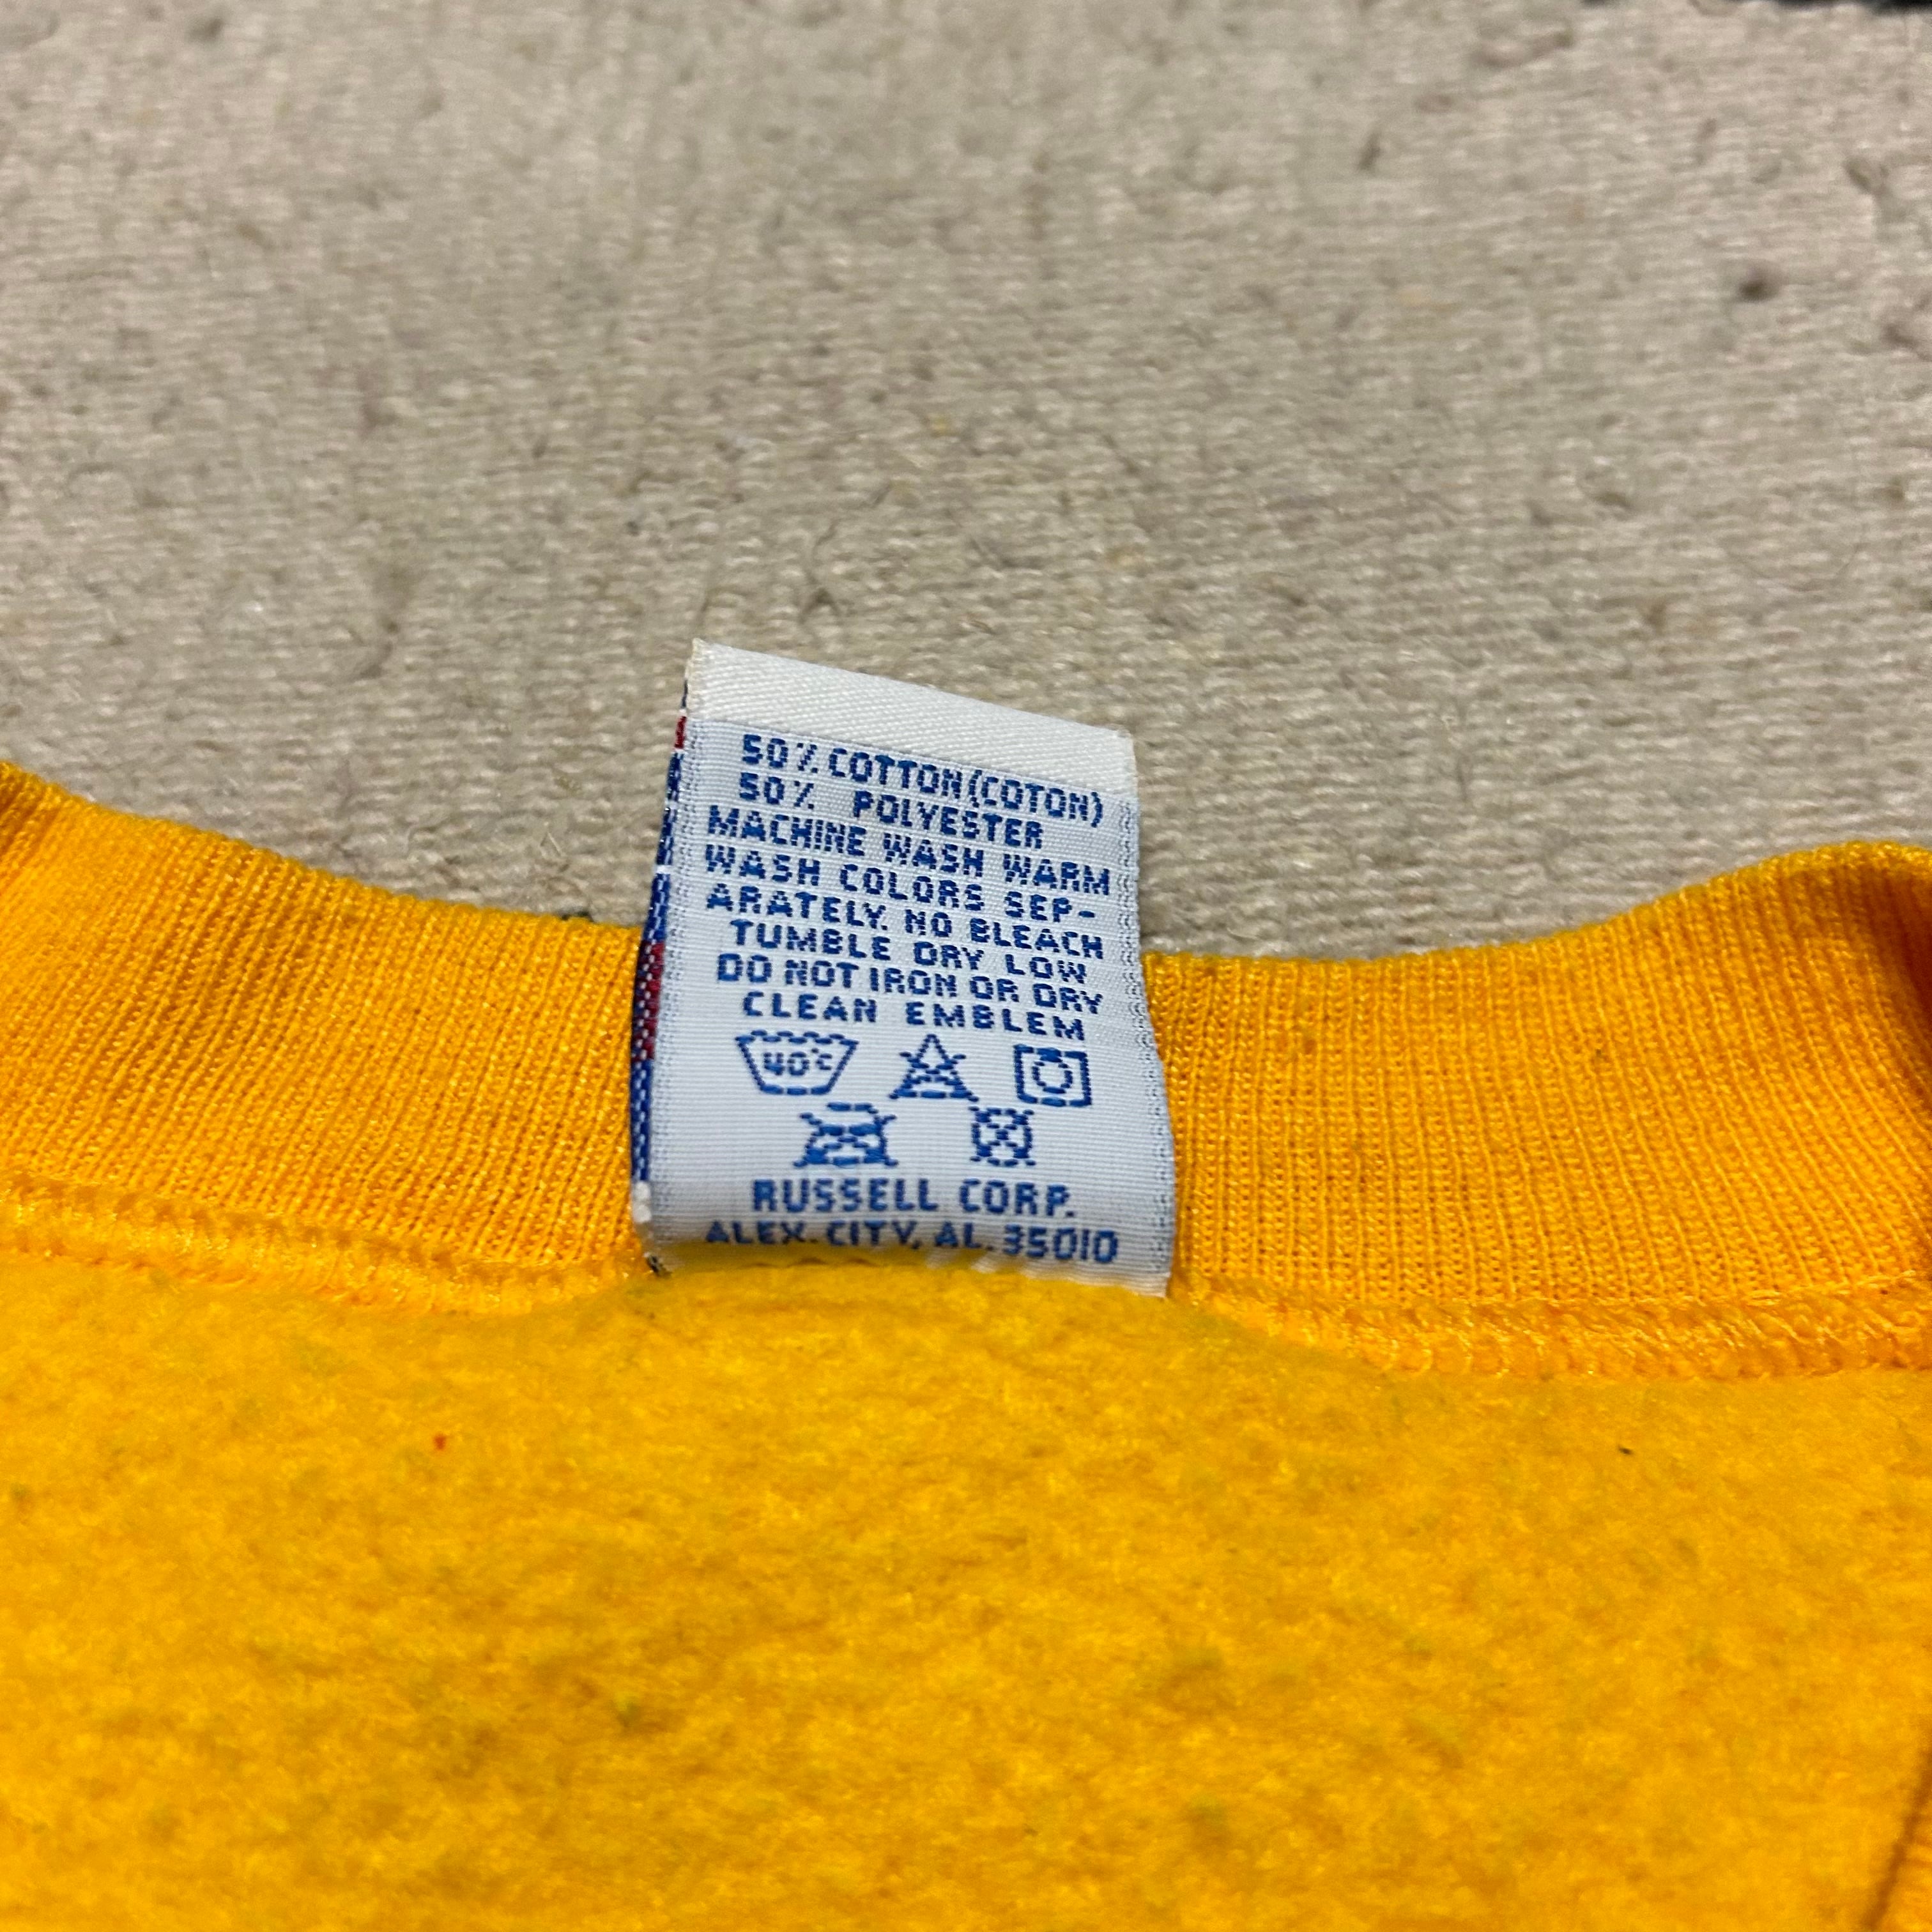 50% COTTON (COTON)
50% POLYESTER
MACHINE WASH WARM
WASH COLORS SEP-
ARATELY. NO BLEACH
TUMBLE DRY LOW
DO NOT IRON OR DRY
CLEAN EMBLEM
40°C
RUSSELL CORP.
ALEX. CITY, AL. 35010